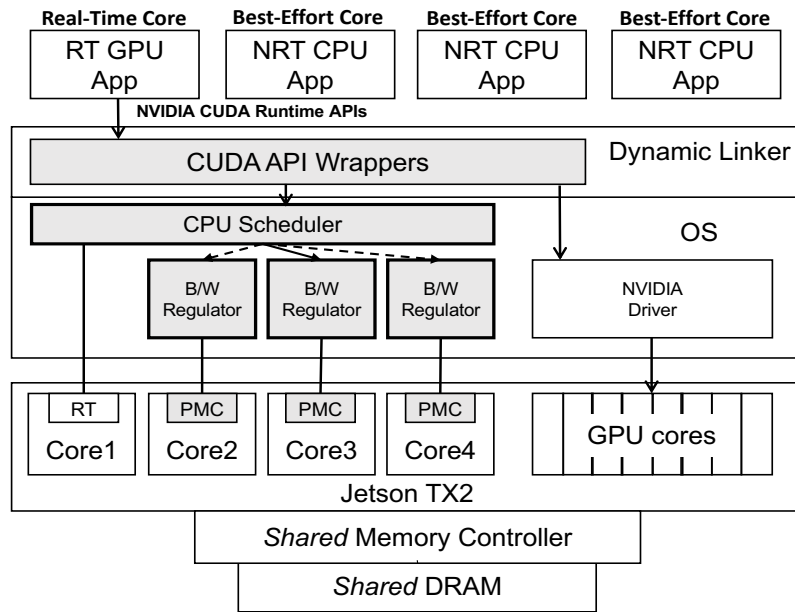 Real-Time Core Best-Effort Core Best-Effort Core Best-Effort Core
RT GPU App
NRT CPU App
NRT CPU App
NRT CPU App
NVIDIA CUDA Runtime APIs
CUDA API Wrappers
Dynamic Linker
CPU Scheduler
OS
B/W Regulator
B/W Regulator
B/W Regulator
NVIDIA Driver
RT
PMC
PMC
PMC
Core1
Core2
Core3
Core4
GPU cores
Jetson TX2
Shared Memory Controller
Shared DRAM